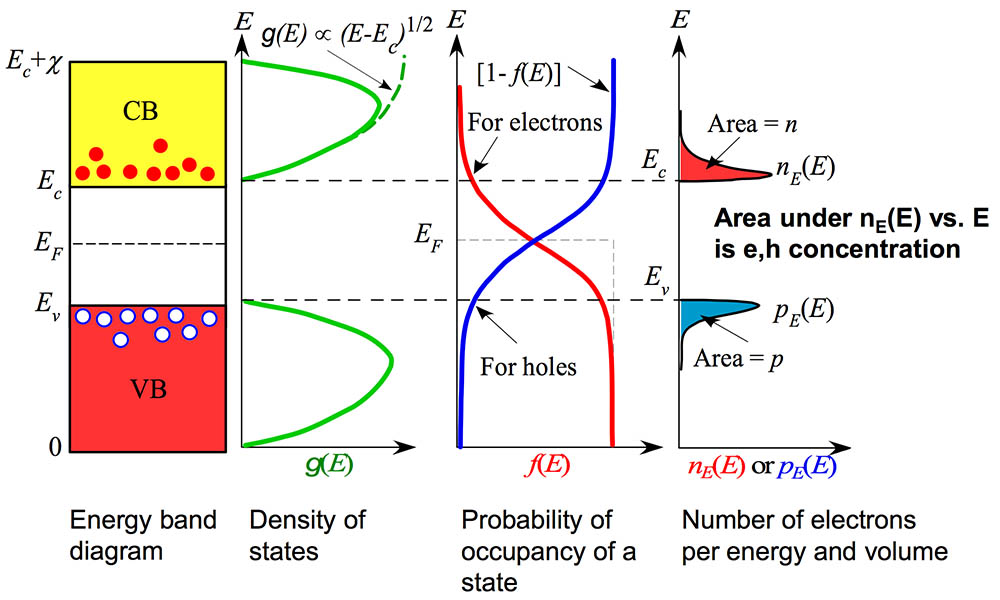 E
g(E) ∝ (E-E_c)^1/2
E
E
E_c+χ
CB
[1- f(E)]
For electrons
Area = n
E_c
E_c
n_E(E)
Area under n_E(E) vs. E
is e,h concentration
E_F
E_F
E_v
E_v
p_E(E)
For holes
Area = p
VB
0
g(E)
f(E)
n_E(E) or p_E(E)
Energy band
diagram
Density of
states
Probability of
occupancy of a
state
Number of electrons
per energy and volume